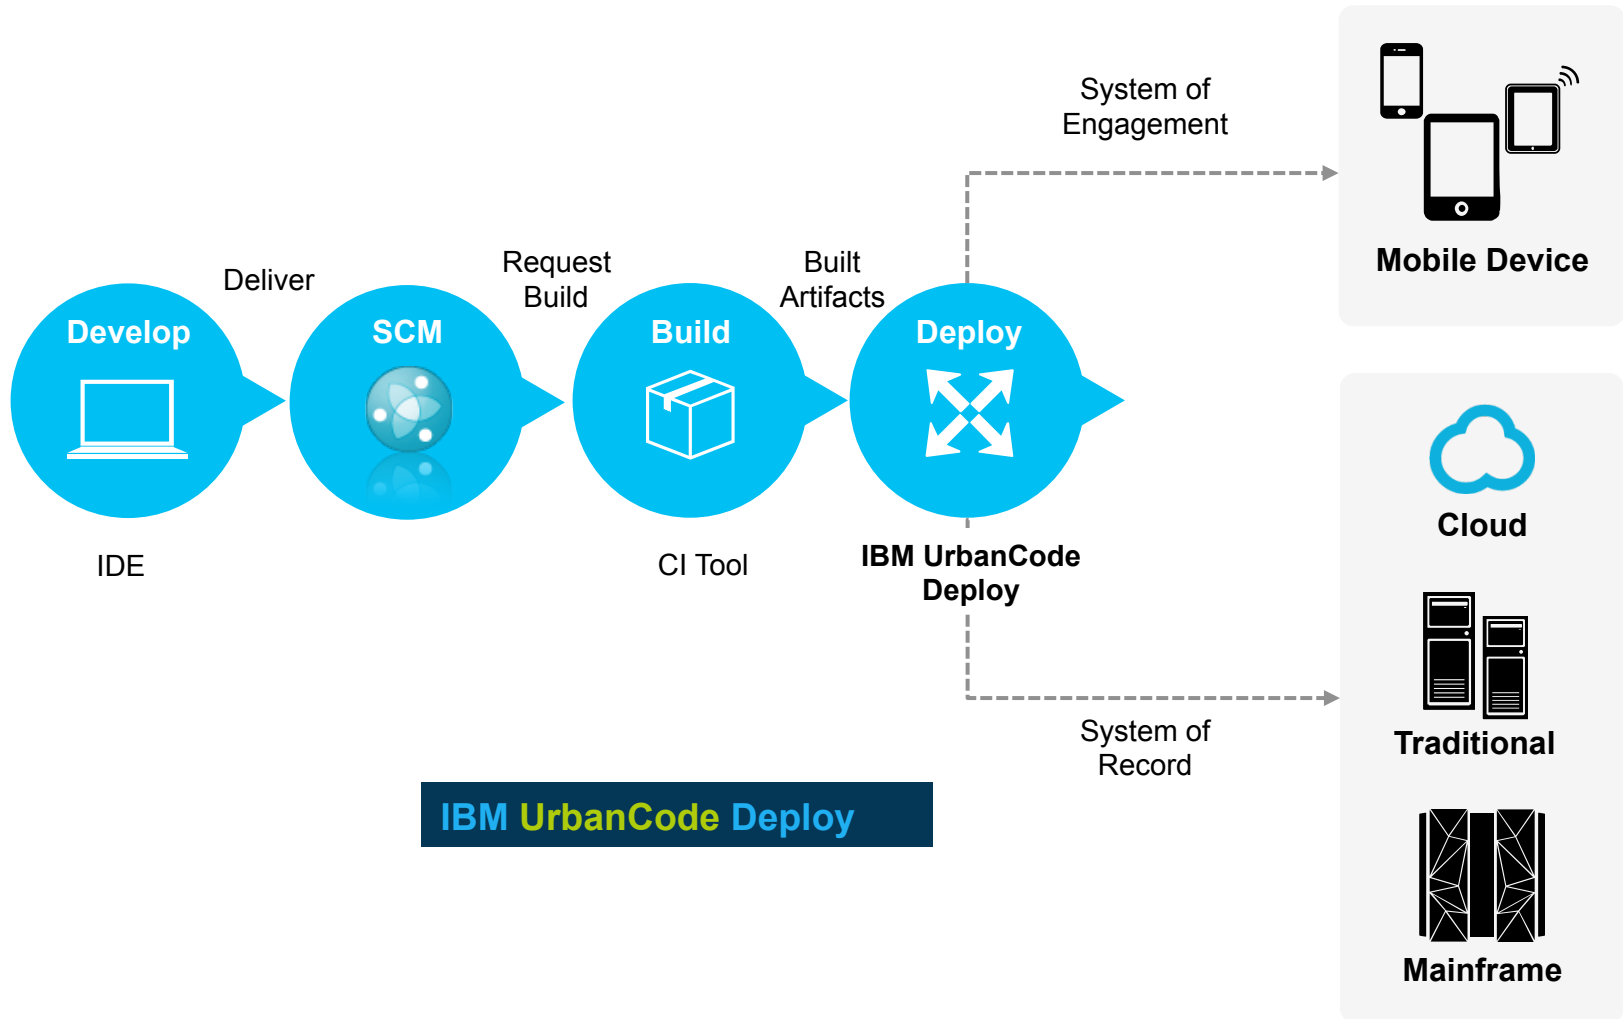 System of
Engagement
Mobile Device
Deliver
Request
Build
Built
Artifacts
Develop
SCM
Build
Deploy
IDE
CI Tool
IBM UrbanCode
Deploy
Cloud
Traditional
System of
Record
IBM UrbanCode Deploy
Mainframe